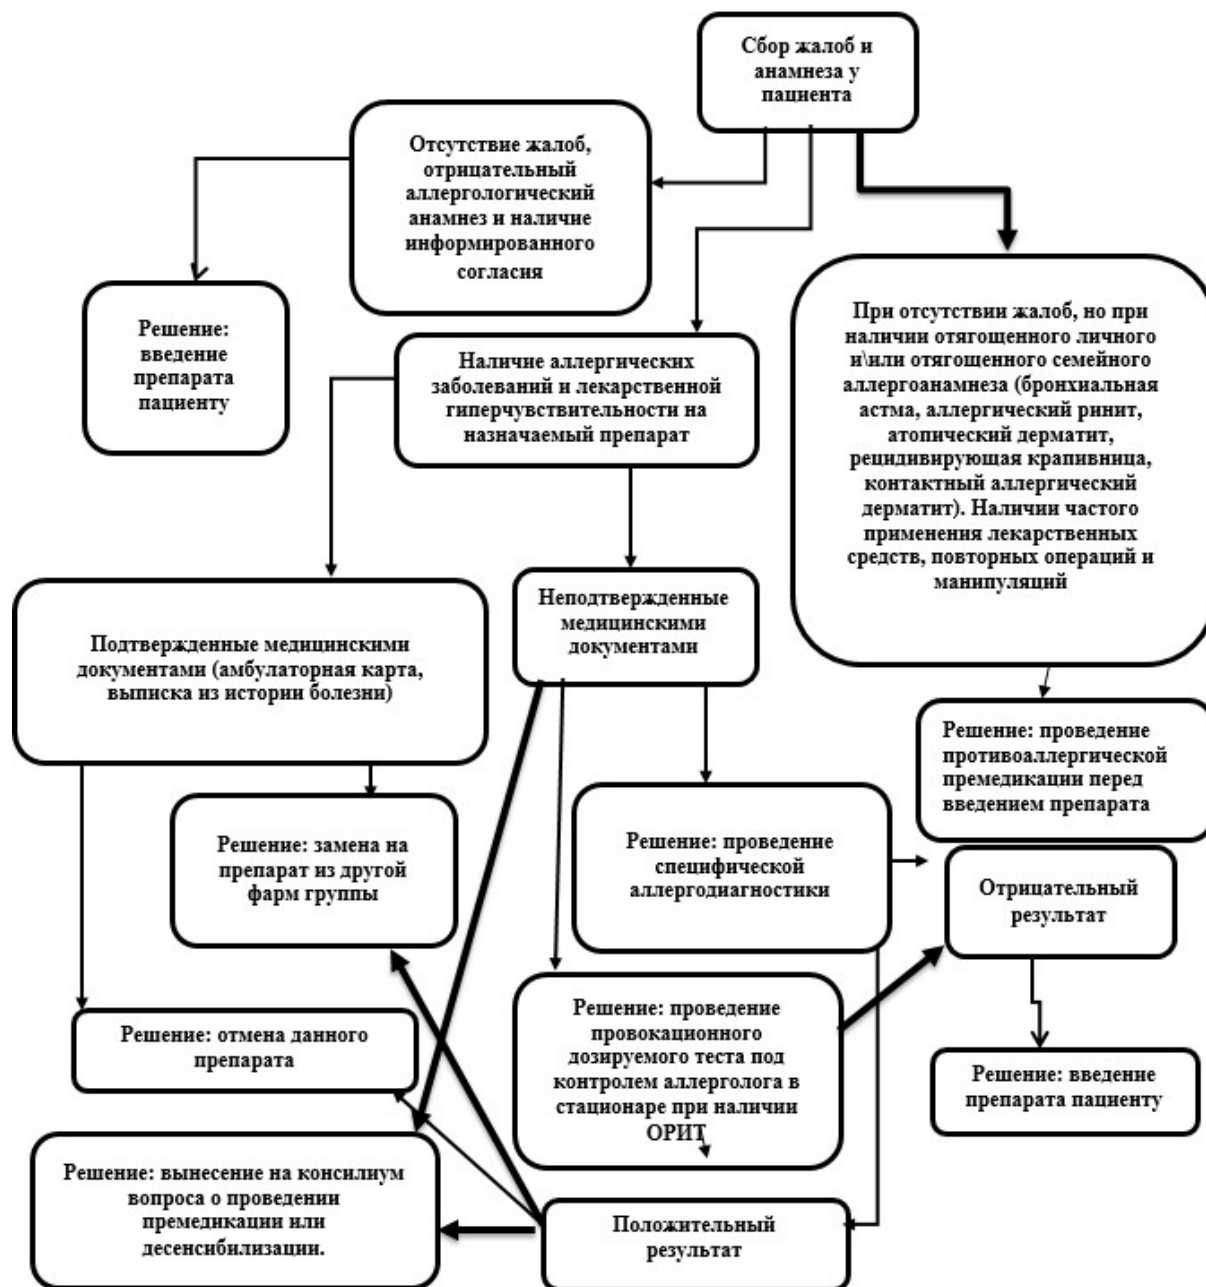 Сбор жалоб и
анамнеза у
пациента
Отсутствие жалоб,
отрицательный
аллергологический
анамнез и наличие
информированного
согласия
Решение:
введение
препарата
пациенту
Наличие аллергических
заболеваний и лекарственной
гиперчувствительности на
назначаемый препарат
При отсутствии жалоб, но при
наличии отягощенного личного
и\или отягощенного семейного
аллергоанамнеза (бронхиальная
астма, аллергический ринит,
атопический дерматит,
рецидивирующая крапивница,
контактный аллергический
дерматит). Наличии частого
применения лекарственных
средств, повторных операций и
манипуляций
Неподтвержденные
медицинскими
документами
Подтвержденные медицинскими
документами (амбулаторная карта,
выписка из истории болезни)
Решение: проведение
противоаллергической
премедикации перед
введением препарата
Решение: замена на
препарат из другой
фарм группы
Решение: проведение
специфической
аллергодиагностики
Отрицательный
результат
Решение: отмена данного
препарата
Решение: проведение
провокационного
дозируемого теста под
контролем аллерголога в
стационаре при наличии
ОРИТ
Решение: введение
препарата пациенту
Решение: вынесение на консилиум
вопроса о проведении
премедикации или
десенсибилизации.
Положительный
результат